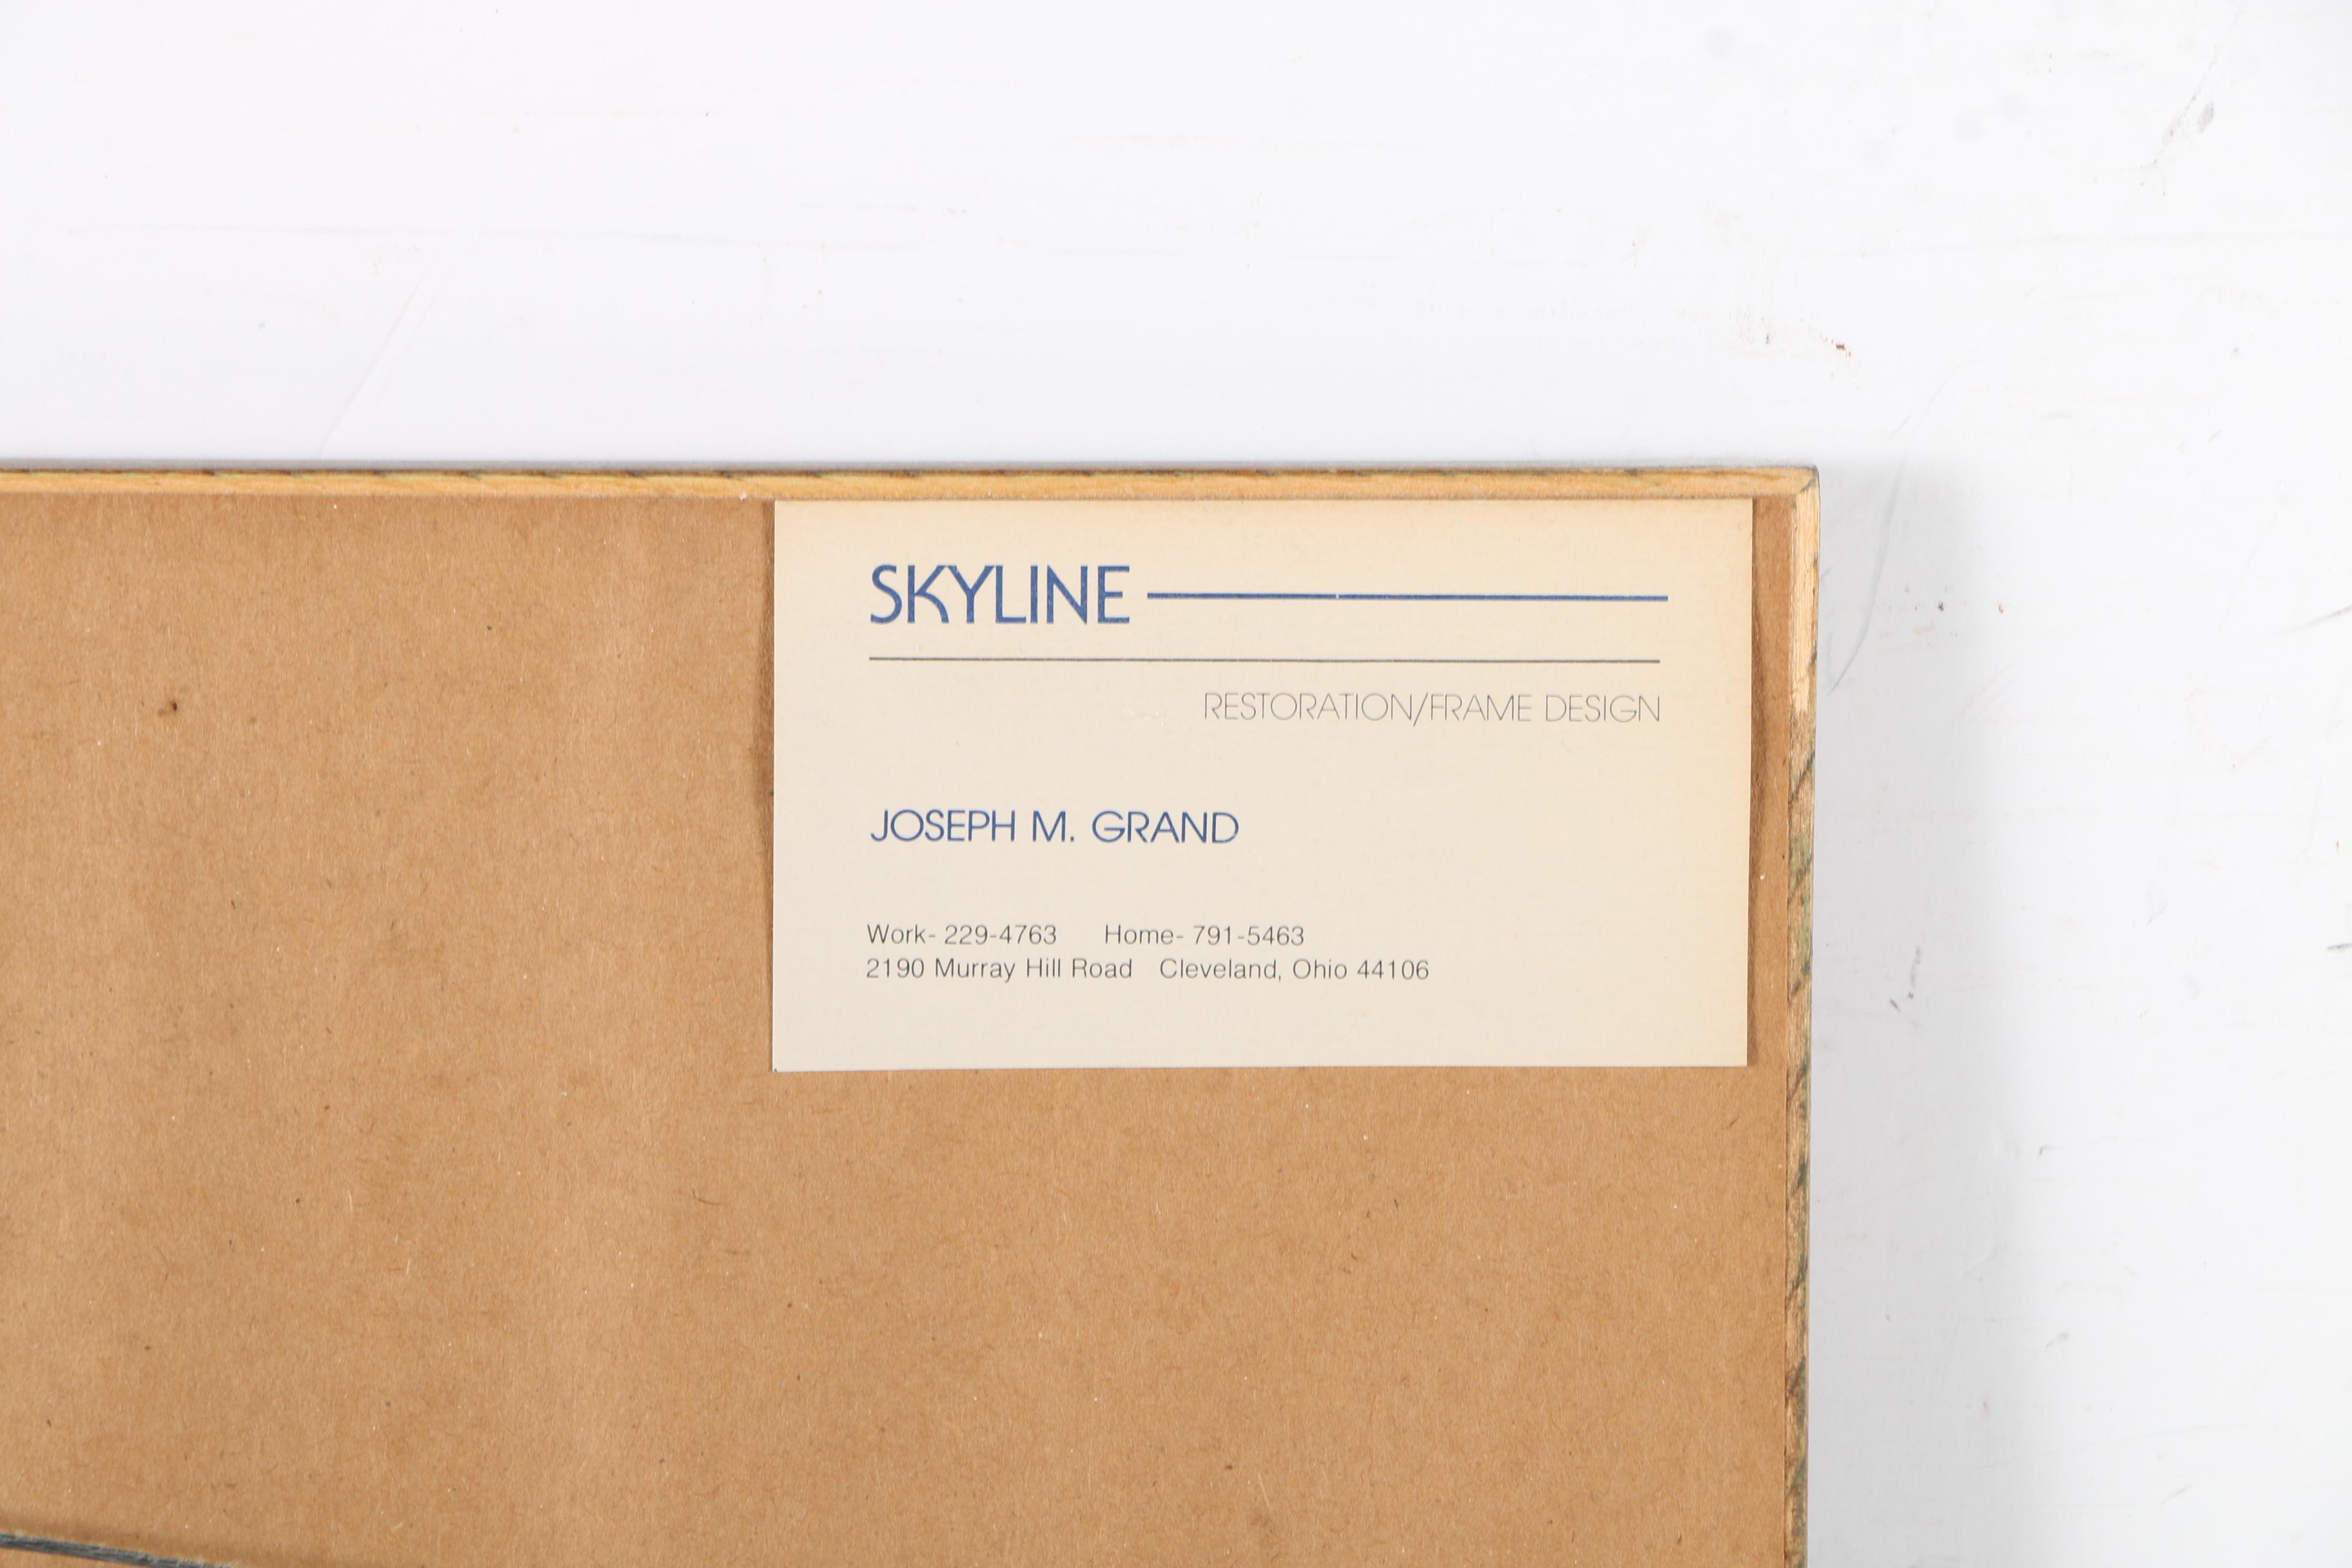 SKYLINE
RESTORATION/FRAME DESIGN
JOSEPH M. GRAND
Work- 229-4763 Home- 791-5463
2190 Murray Hill Road Cleveland, Ohio 44106